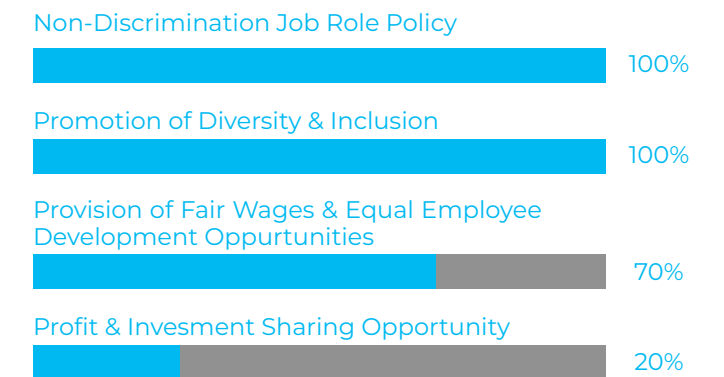 Non-Discrimination Job Role Policy
100%
Promotion of Diversity & Inclusion
100%
Provision of Fair Wages & Equal Employee
Development Oppurtunities
70%
Profit & Invesment Sharing Opportunity
20%